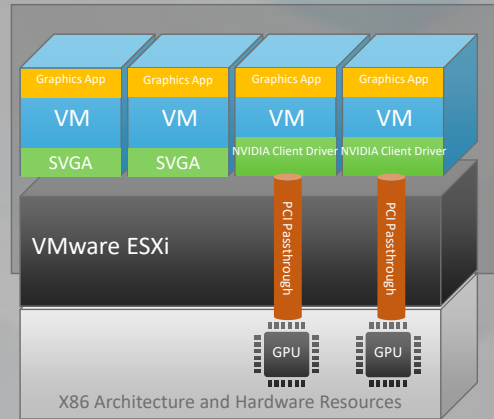 Graphics App
Graphics App
Graphics App
Graphics App
VM
VM
VM
VM
SVGA
SVGA
NVIDIA Client Driver
NVIDIA Client Driver
VMware ESXi
PCI Passthrough
PCI Passthrough
GPU
GPU
X86 Architecture and Hardware Resources